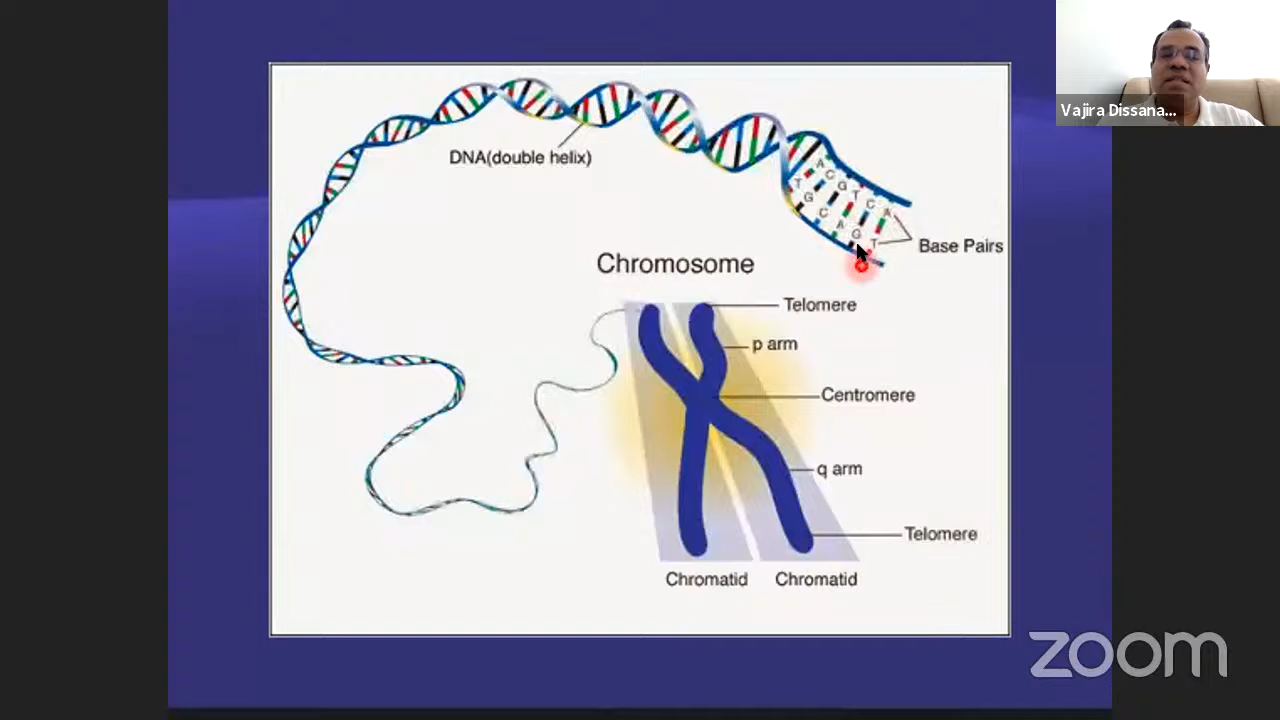 Vajira Dissana...
DNA(double helix)
A
C
G
T
C
A
T
G
C
A
G
T
Base Pairs
Chromosome
Telomere
p arm
Centromere
q arm
Telomere
Chromatid Chromatid
zoom